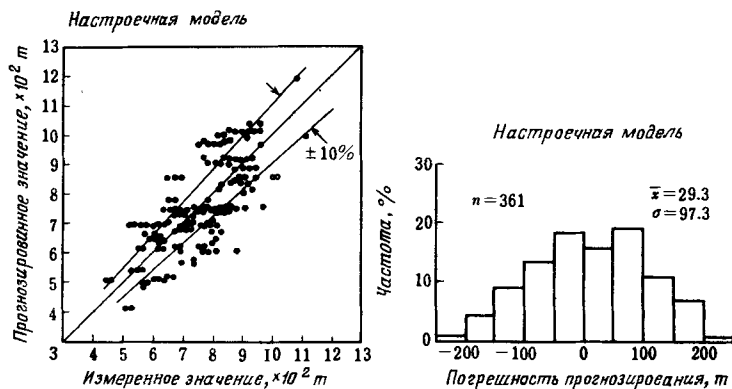 Настроечная модель
Прогнозированное значение, ×10² т
13
12
11
10
9
8
7
6
5
4
3
±10%
4 5 6 7 8 9 10 11 12 13
Измеренное значение, ×10² т
Настроечная модель
Частота, %
30
20
10
0
n=361
x̄=29.3
σ=97.3
−200 −100 0 100 200
Погрешность прогнозирования, т